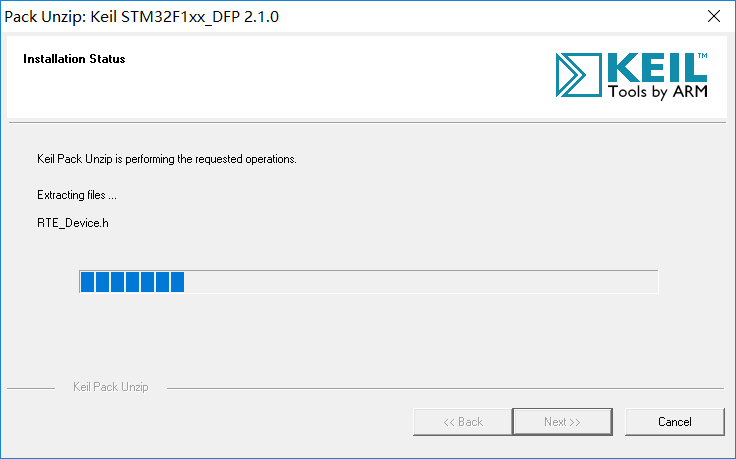 Pack Unzip: Keil STM32F1xx_DFP 2.1.0
Installation Status
KEIL™
Tools by ARM
Keil Pack Unzip is performing the requested operations.
Extracting files ...
RTE_Device.h
Keil Pack Unzip
<< Back
Next >>
Cancel